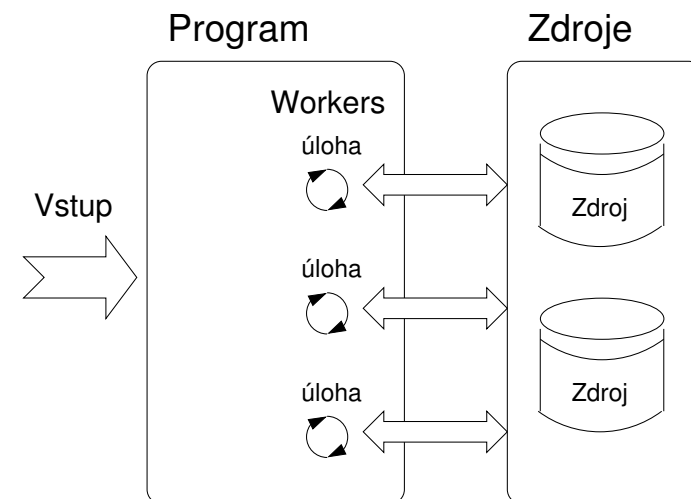 Program
Zdroje
Workers
úloha
Zdroj
Vstup
úloha
úloha
Zdroj